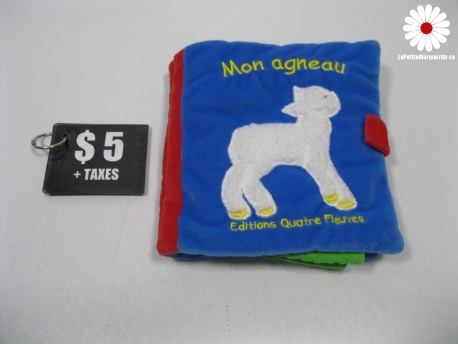 LaPetiteMarguerite.ca
Mon agneau
$ 5
+ TAXES
Editions Quatre Fleuves